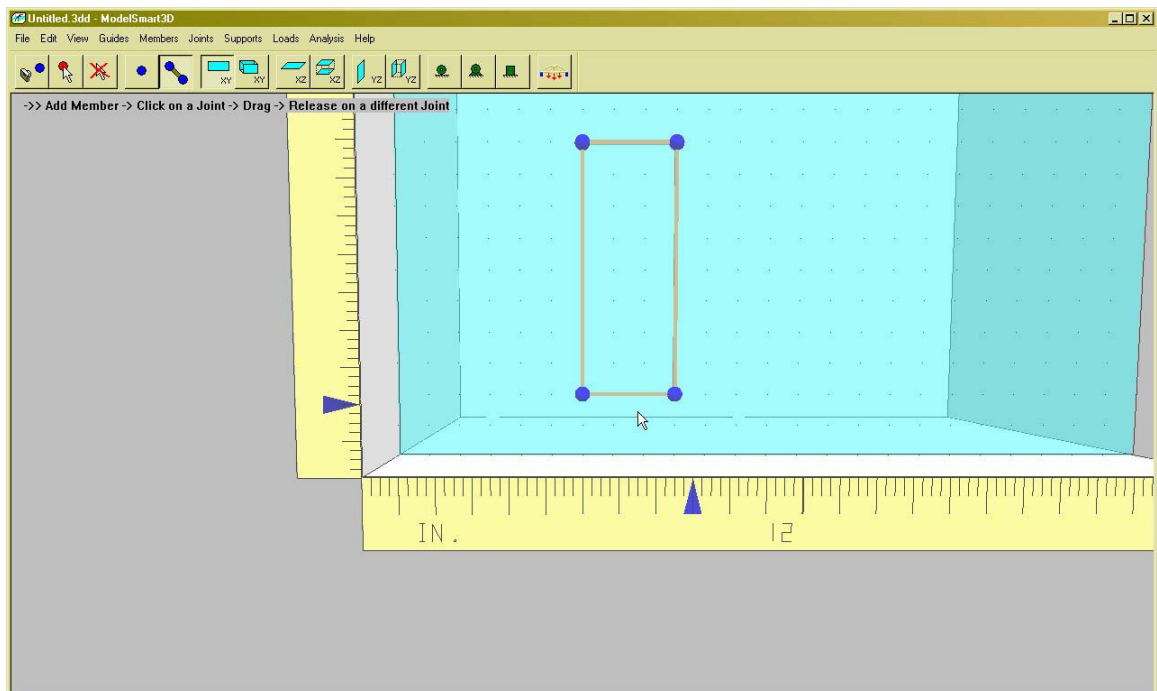 Untitled.3dd - ModelSmart3D
File Edit View Guides Members Joints Supports Loads Analysis Help
XY XY XZ XZ YZ YZ
->> Add Member -> Click on a Joint -> Drag -> Release on a different Joint
IN. 12